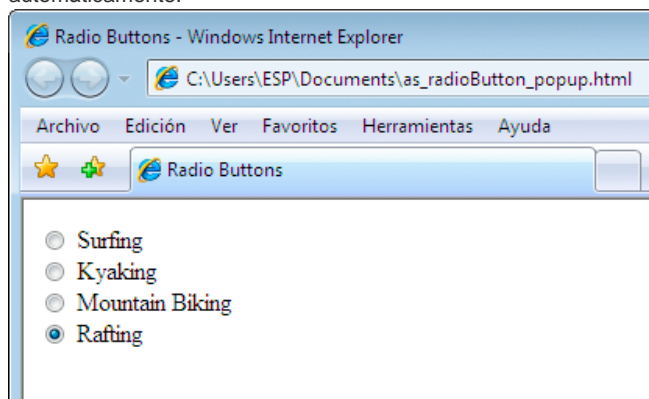 automáticamente.
Radio Buttons - Windows Internet Explorer
C:\Users\ESP\Documents\as_radioButton_popup.html
Archivo Edición Ver Favoritos Herramientas Ayuda
Radio Buttons
Surfing
Kyaking
Mountain Biking
Rafting